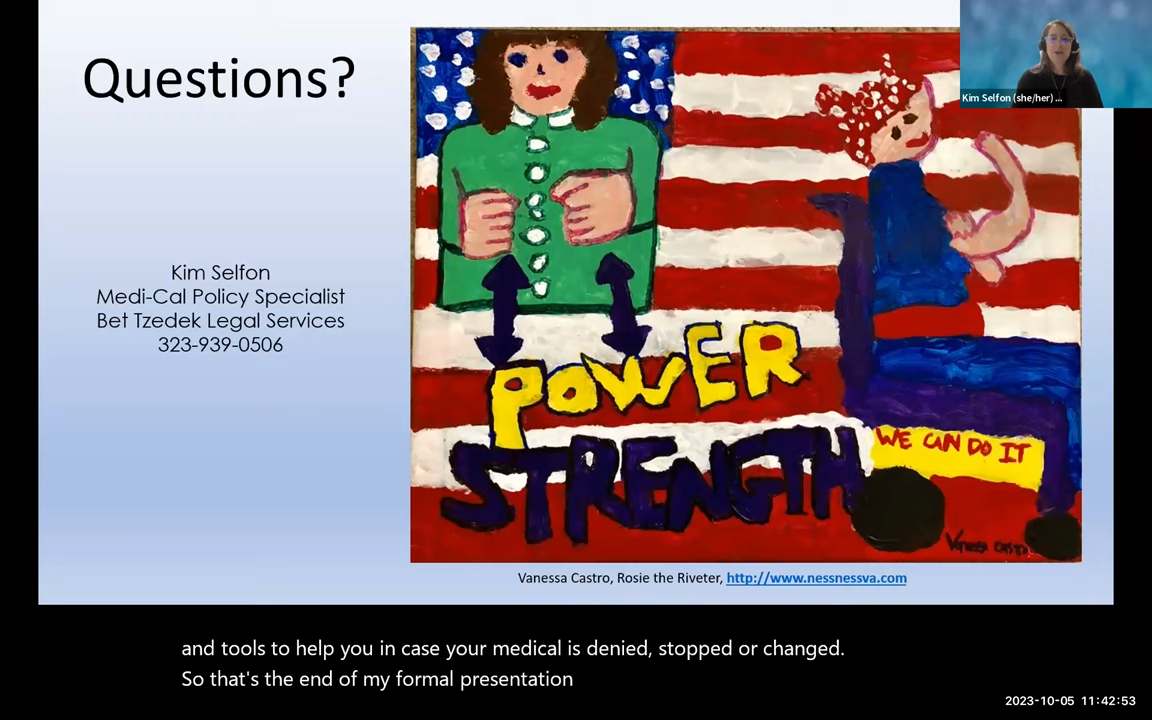 Questions?
Kim Selfon
Medi-Cal Policy Specialist
Bet Tzedek Legal Services
323-939-0506
POWER
STRENGTH
WE CAN DO IT
Vanessa Castro, Rosie the Riveter, http://www.nessnessva.com
Kim Selfon (she/her) ...
and tools to help you in case your medical is denied, stopped or changed.
So that's the end of my formal presentation
2023-10-05 11:42:53